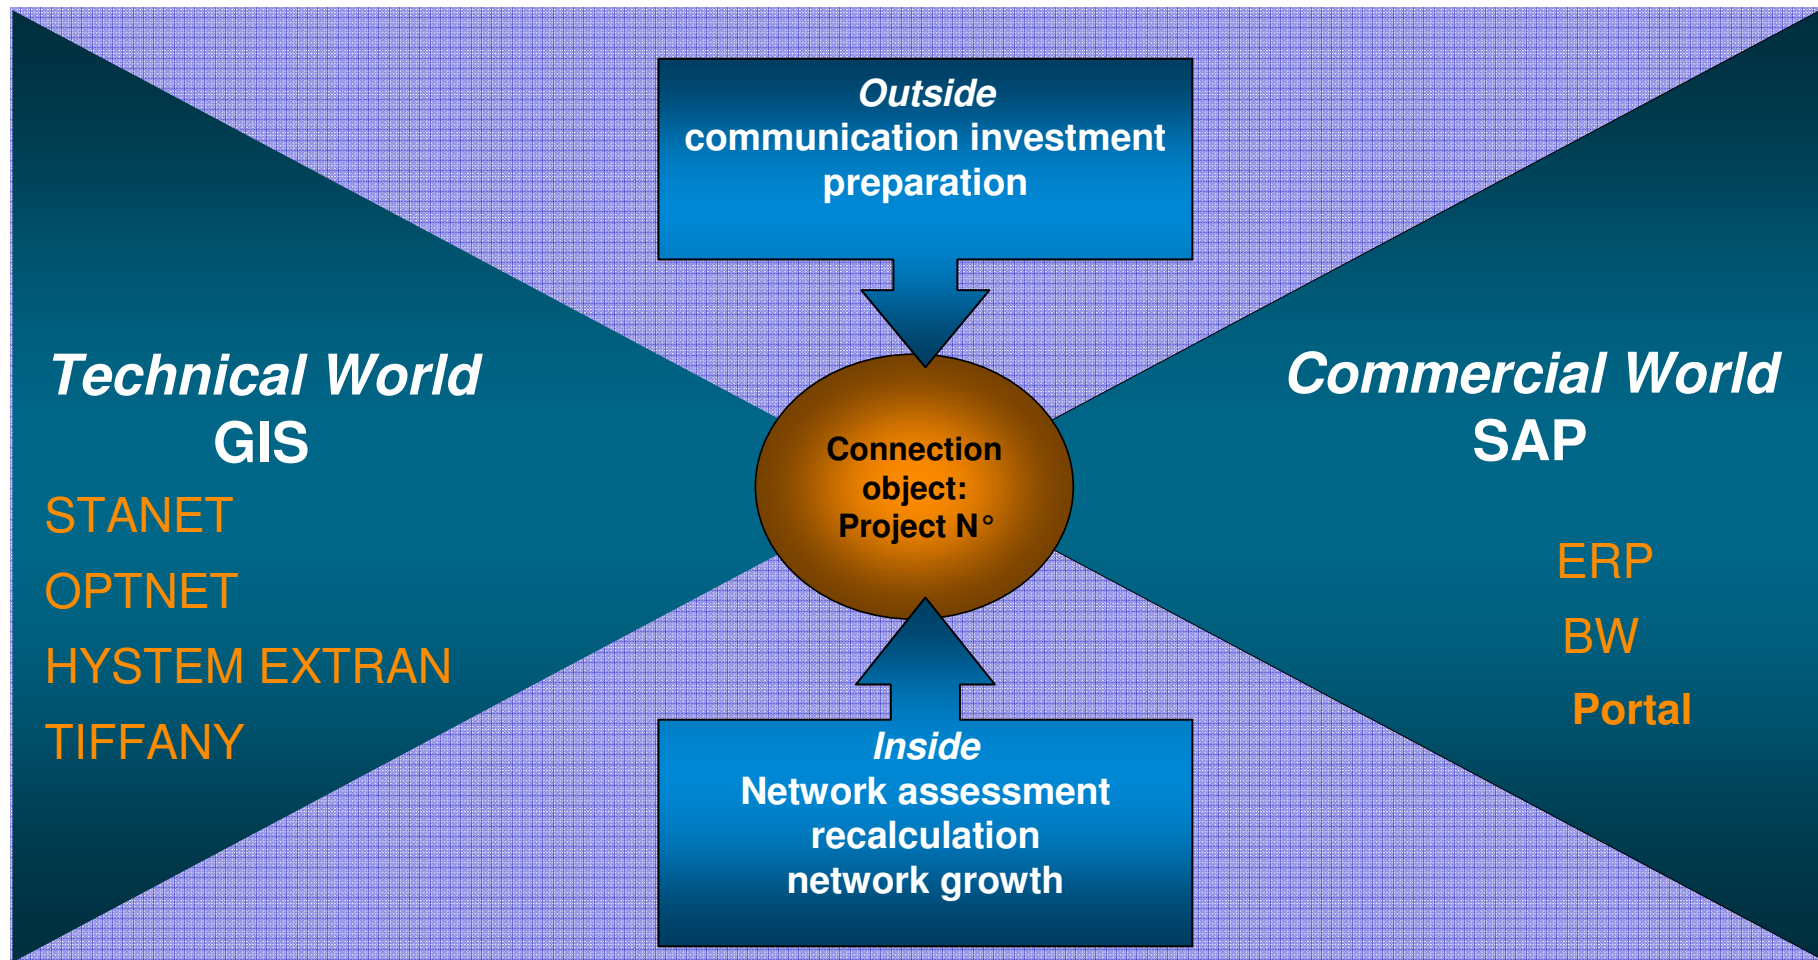 Outside
communication investment
preparation
Technical World
GIS
STANET
OPTNET
HYSTEM EXTRAN
TIFFANY
Connection
object:
Project N°
Commercial World
SAP
ERP
BW
Portal
Inside
Network assessment
recalculation
network growth